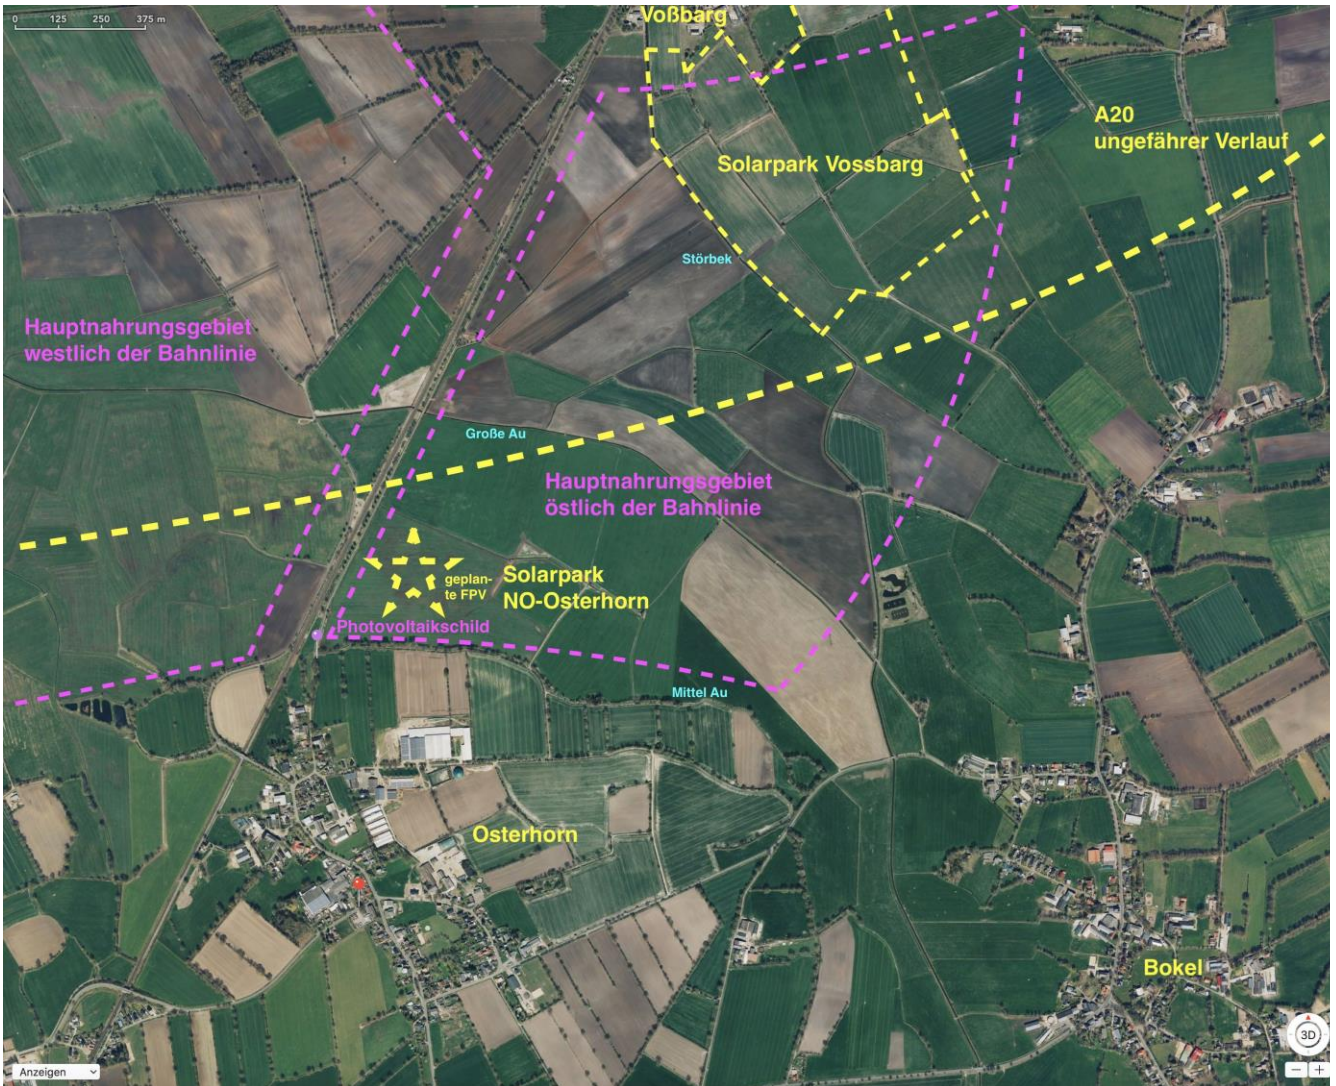 0 125 250 375 m
Voßbarg
A20
ungefährer Verlauf
Solarpark Vossbarg
Störbek
Hauptnahrungsgebiet
westlich der Bahnlinie
Große Au
Hauptnahrungsgebiet
östlich der Bahnlinie
geplan-
te FPV
Solarpark
NO-Osterhorn
Photovoltaikschild
Mittel Au
Osterhorn
Bokel
3D
Anzeigen
− +